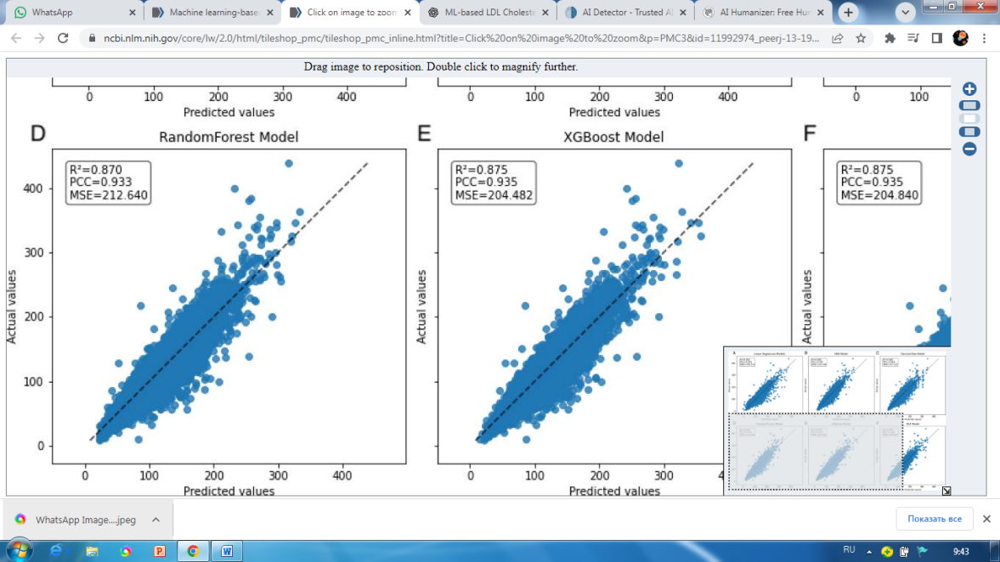 WhatsApp
Machine learning-base
Click on image to zoom
ML-based LDL Choleste
AI Detector - Trusted A
AI Humanizer: Free Hum
ncbi.nlm.nih.gov/core/lw/2.0/html/tileshop_pmc/tileshop_pmc_inline.html?title=Click%20on%20image%20to%20zoom&p=PMC3&id=11992974_peerj-13-19...
Drag image to reposition. Double click to magnify further.
0 100 200 300 400
Predicted values
0 100 200 300 400
Predicted values
0 100
D
RandomForest Model
R²=0.870
PCC=0.933
MSE=212.640
Actual values
400
300
200
100
0
0 100 200 300 400
Predicted values
E
XGBoost Model
R²=0.875
PCC=0.935
MSE=204.482
Actual values
0 100 200 300 4
Predicted values
F
R²=0.875
PCC=0.935
MSE=204.840
Actual values
A
B
C
MLP Model
WhatsApp Image....jpeg
Показать все
RU
9:43